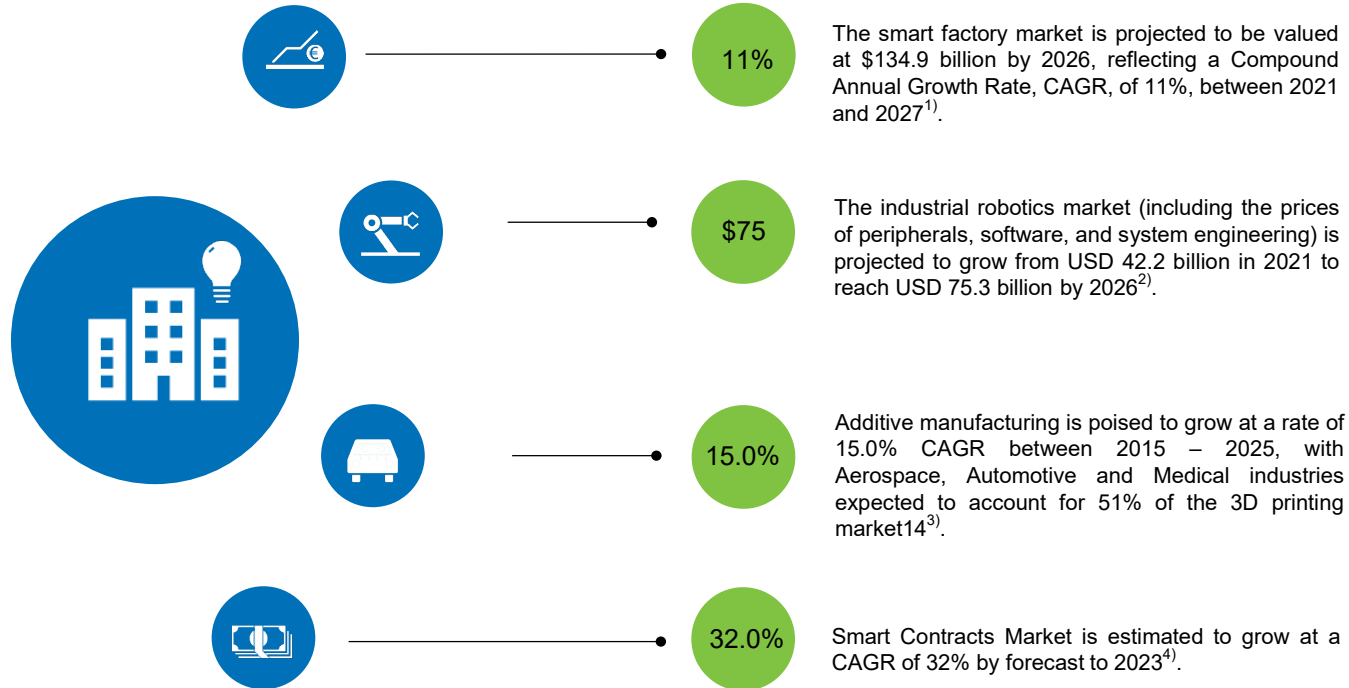 11%
The smart factory market is projected to be valued
at $134.9 billion by 2026, reflecting a Compound
Annual Growth Rate, CAGR, of 11%, between 2021
and 2027¹⁾.
$75
The industrial robotics market (including the prices
of peripherals, software, and system engineering) is
projected to grow from USD 42.2 billion in 2021 to
reach USD 75.3 billion by 2026²⁾.
15.0%
Additive manufacturing is poised to grow at a rate of
15.0% CAGR between 2015 – 2025, with
Aerospace, Automotive and Medical industries
expected to account for 51% of the 3D printing
market14³⁾.
32.0%
Smart Contracts Market is estimated to grow at a
CAGR of 32% by forecast to 2023⁴⁾.